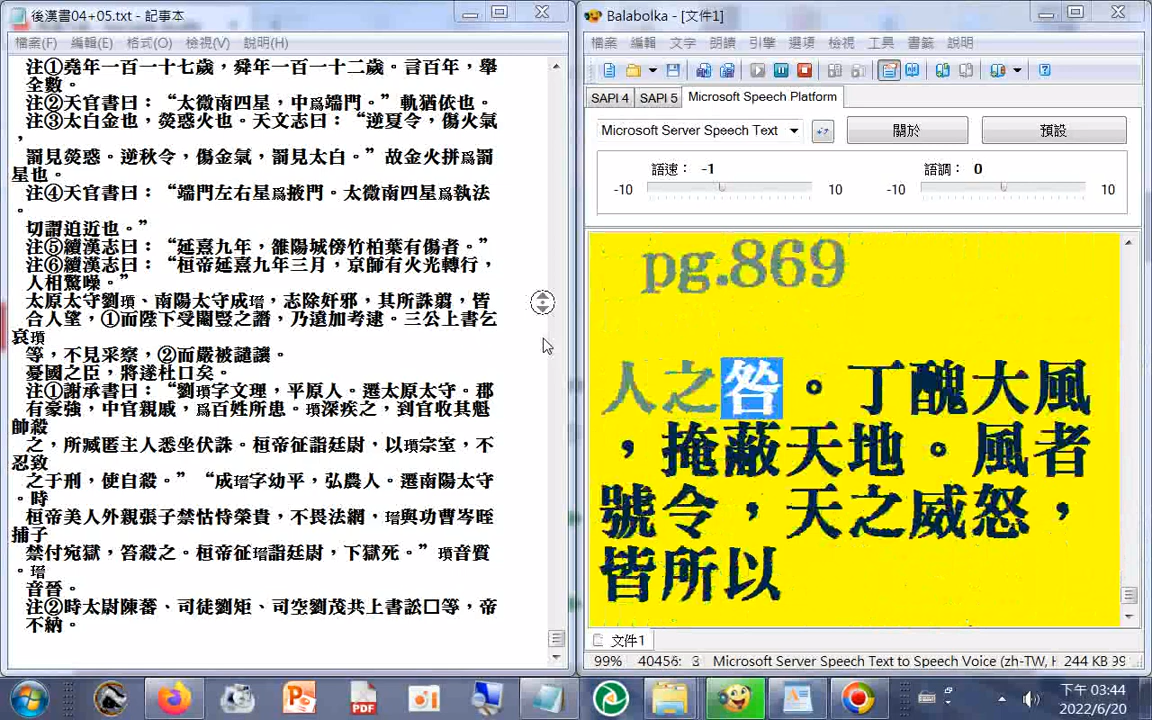 後漢書04+05.txt - 記事本
檔案(F) 編輯(E) 格式(O) 檢視(V) 說明(H)
注①堯年一百一十七歲，舜年一百一十二歲。言百年，舉
全數。
注②天官書曰：“太微南四星，中爲端門。”軌猶依也。
注③太白金也，熒惑火也。天文志曰：“逆夏令，傷火氣
，
罰見熒惑。逆秋令，傷金氣，罰見太白。”故金火拼爲罰
星也。
注④天官書曰：“端門左右星爲掖門。太微南四星爲執法
。
切謂迫近也。”
注⑤續漢志曰：“延熹九年，雒陽城傍竹柏葉有傷者。”
注⑥續漢志曰：“桓帝延熹九年三月，京師有火光轉行，
人相驚噪。”
太原太守劉瓆、南陽太守成瑨，志除奸邪，其所誅翦，皆
合人望，①而陛下受閹豎之譖，乃遠加考逮。三公上書乞
哀瓆
等，不見采察，②而嚴被譴讓。
憂國之臣，將遂杜口矣。
注①謝承書曰：“劉瓆字文理，平原人。遷太原太守。郡
有豪強，中官親戚，爲百姓所患。瓆深疾之，到官收其魁
帥殺
之，所臧匿主人悉坐伏誅。桓帝征詣廷尉，以瓆宗室，不
忍致
之于刑，使自殺。”“成瑨字幼平，弘農人。遷南陽太守
。時
桓帝美人外親張子禁怙恃榮貴，不畏法網，瑨與功曹岑晊
捕子
禁付宛獄，笞殺之。桓帝征瑨詣廷尉，下獄死。”瓆音質
。瑨
音晉。
注②時太尉陳蕃、司徒劉矩、司空劉茂共上書訟□等，帝
不納。
Balabolka - [文件1]
檔案 編輯 文字 朗讀 引擎 選項 檢視 工具 書籤 說明
SAPI 4 SAPI 5 Microsoft Speech Platform
Microsoft Server Speech Text 關於 預設
語速： -1 語調： 0
-10 10 -10 10
pg.869
人之咎。丁醜大風
，掩蔽天地。風者
號令，天之威怒，
皆所以
文件1
99% 40456: 3 Microsoft Server Speech Text to Speech Voice (zh-TW, H 244 KB 99
下午 03:44
2022/6/20